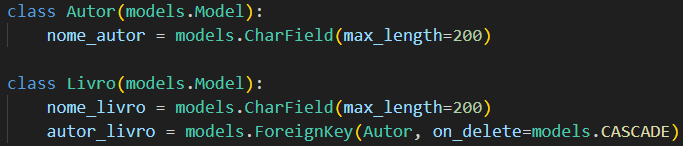 class Autor(models.Model):
    nome_autor = models.CharField(max_length=200)

class Livro(models.Model):
    nome_livro = models.CharField(max_length=200)
    autor_livro = models.ForeignKey(Autor, on_delete=models.CASCADE)